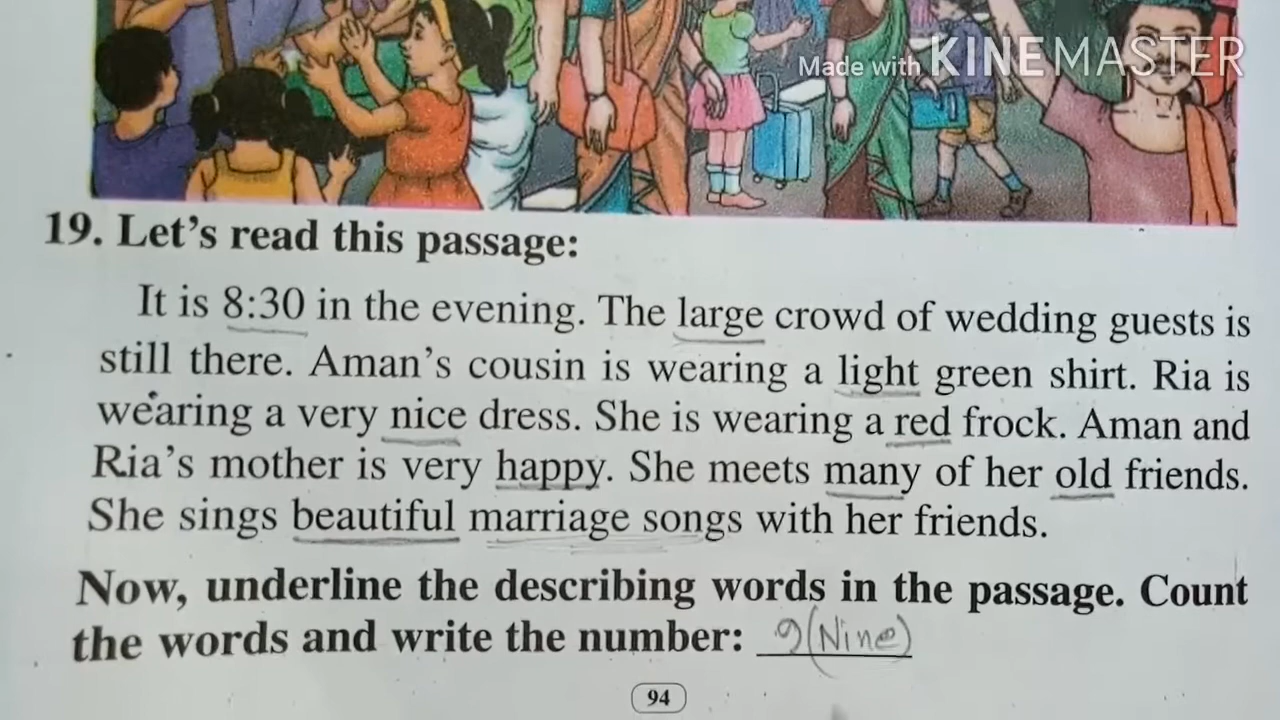 Made with KINEMASTER
19. Let's read this passage:
It is 8:30 in the evening. The large crowd of wedding guests is
still there. Aman's cousin is wearing a light green shirt. Ria is
wearing a very nice dress. She is wearing a red frock. Aman and
Ria's mother is very happy. She meets many of her old friends.
She sings beautiful marriage songs with her friends.
Now, underline the describing words in the passage. Count
the words and write the number: 9(Nine)
94